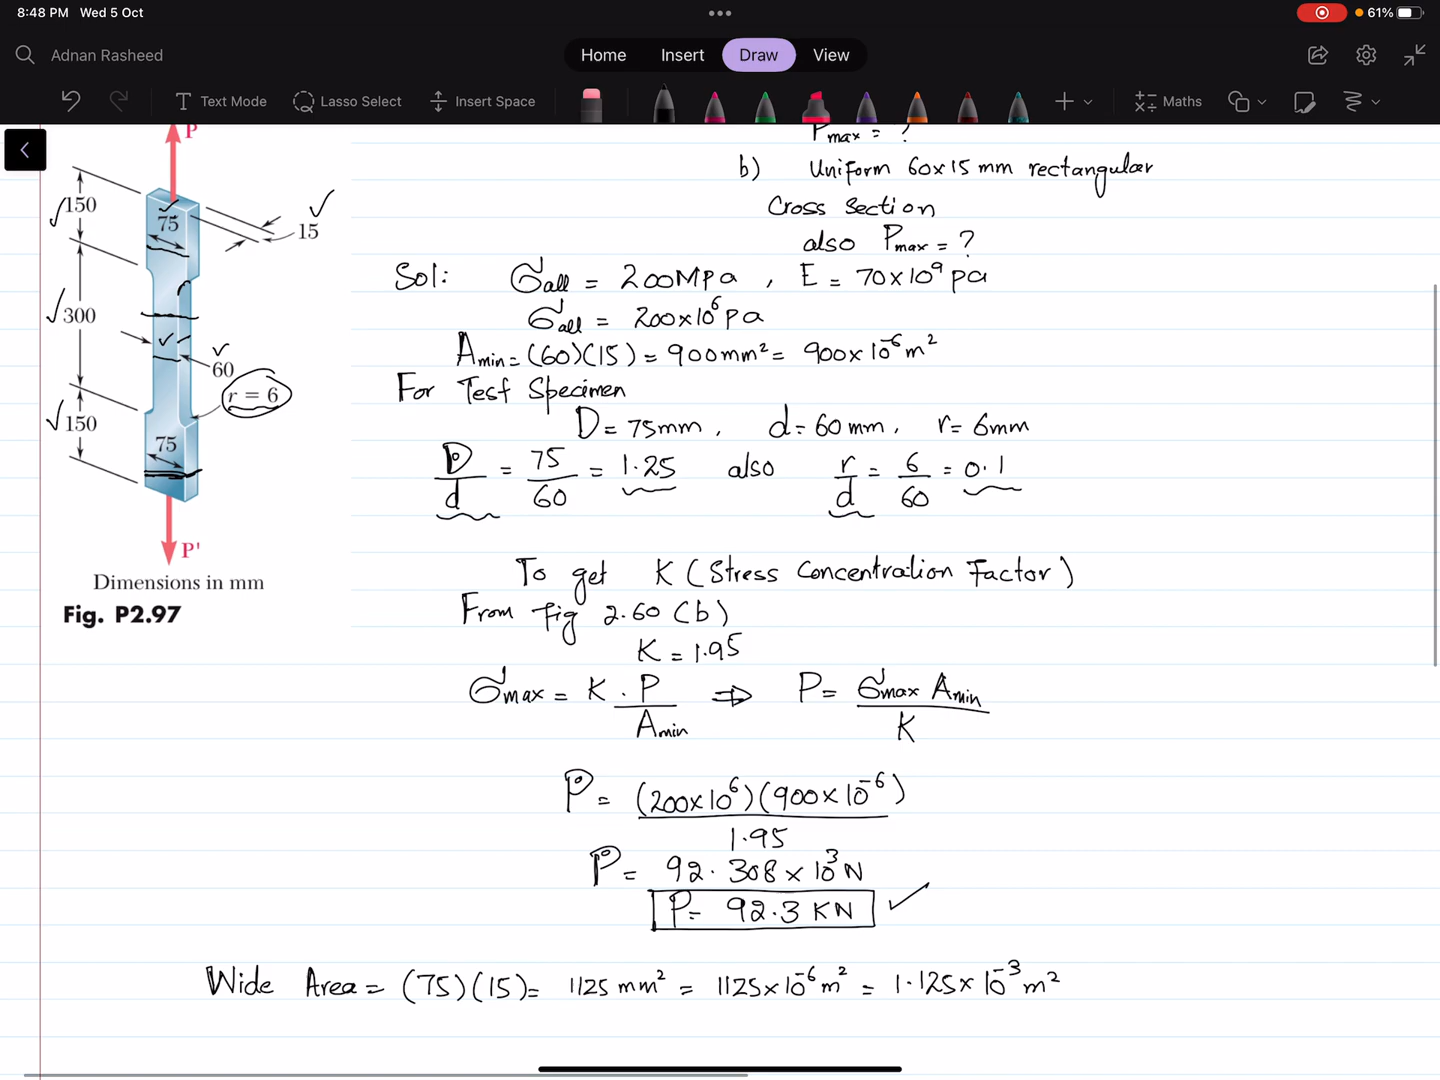 8:48 PM Wed 5 Oct
61%
Adnan Rasheed
Home Insert Draw View
Text Mode Lasso Select Insert Space Maths
P
Pmax = ?
b) Uniform 60x15 mm rectangular
Cross Section
also Pmax = ?
150
75
15
300
60
r = 6
150
75
P'
Dimensions in mm
Fig. P2.97
Sol: σall = 200MPa , E = 70x10⁹ pa
σall = 200x10⁶ pa
Amin = (60)(15) = 900mm² = 900x10⁻⁶ m²
For Test Specimen
D = 75mm , d = 60 mm , r = 6mm
D/d = 75/60 = 1.25 also r/d = 6/60 = 0.1
To get K (Stress Concentration Factor)
From fig 2.60 (b)
K = 1.95
σmax = K . P/Amin ⇒ P = σmax Amin/K
P = (200x10⁶)(900x10⁻⁶)/1.95
P = 92.308 x 10³ N
P = 92.3 KN ✓
Wide Area = (75)(15) = 1125 mm² = 1125x10⁻⁶ m² = 1.125x10⁻³ m²